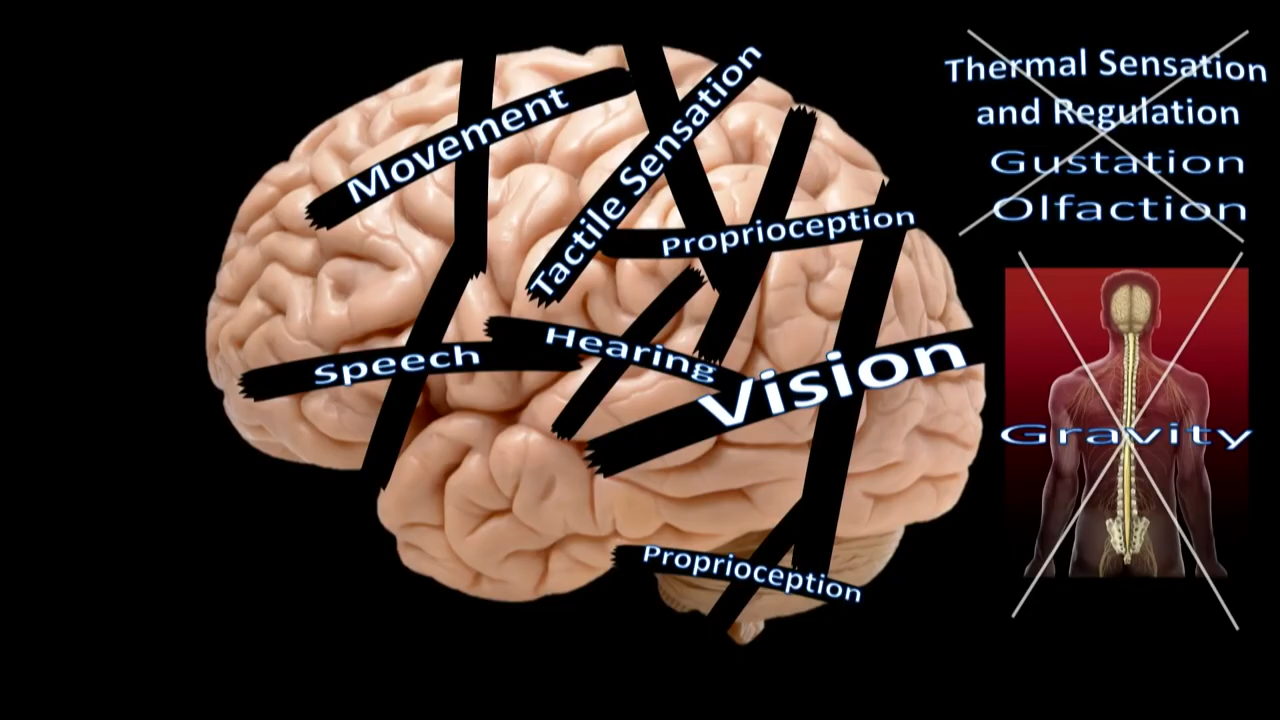 Movement
Tactile Sensation
Proprioception
Speech
Hearing
Vision
Proprioception
Thermal Sensation
and Regulation
Gustation
Olfaction
Gravity